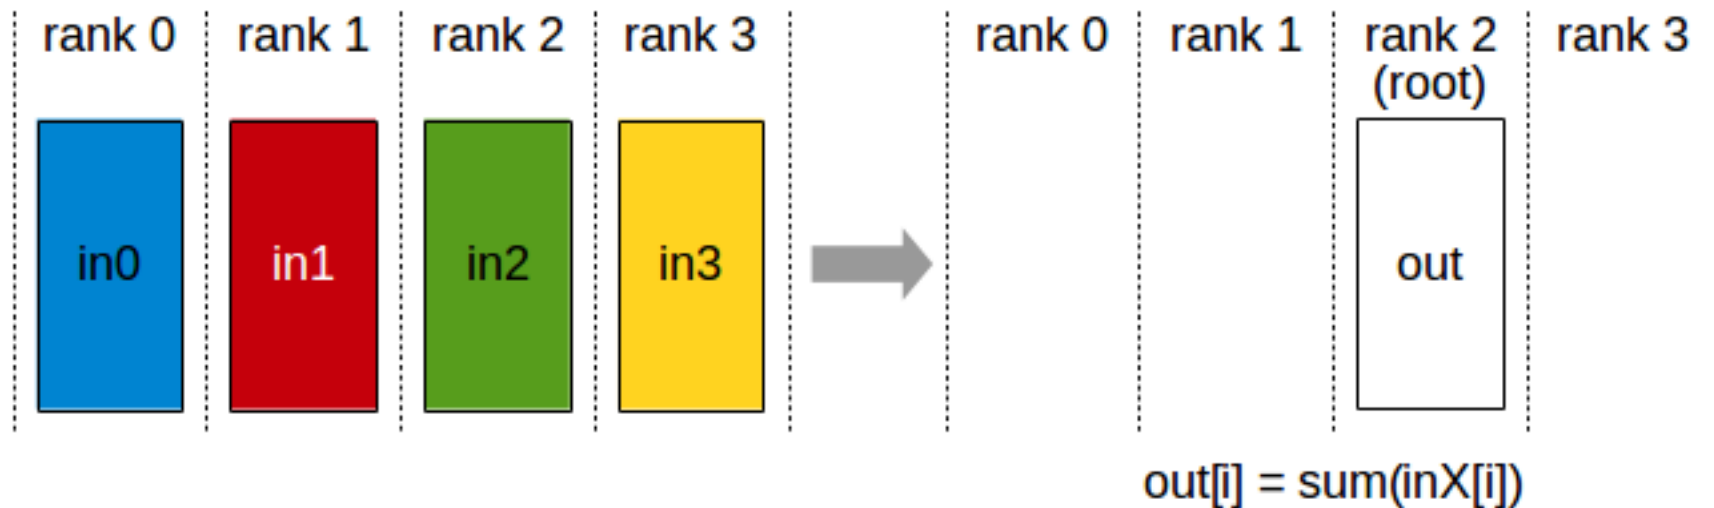 rank 0 rank 1 rank 2 rank 3 rank 0 rank 1 rank 2 rank 3
(root)
in0 in1 in2 in3 out
out[i] = sum(inX[i])